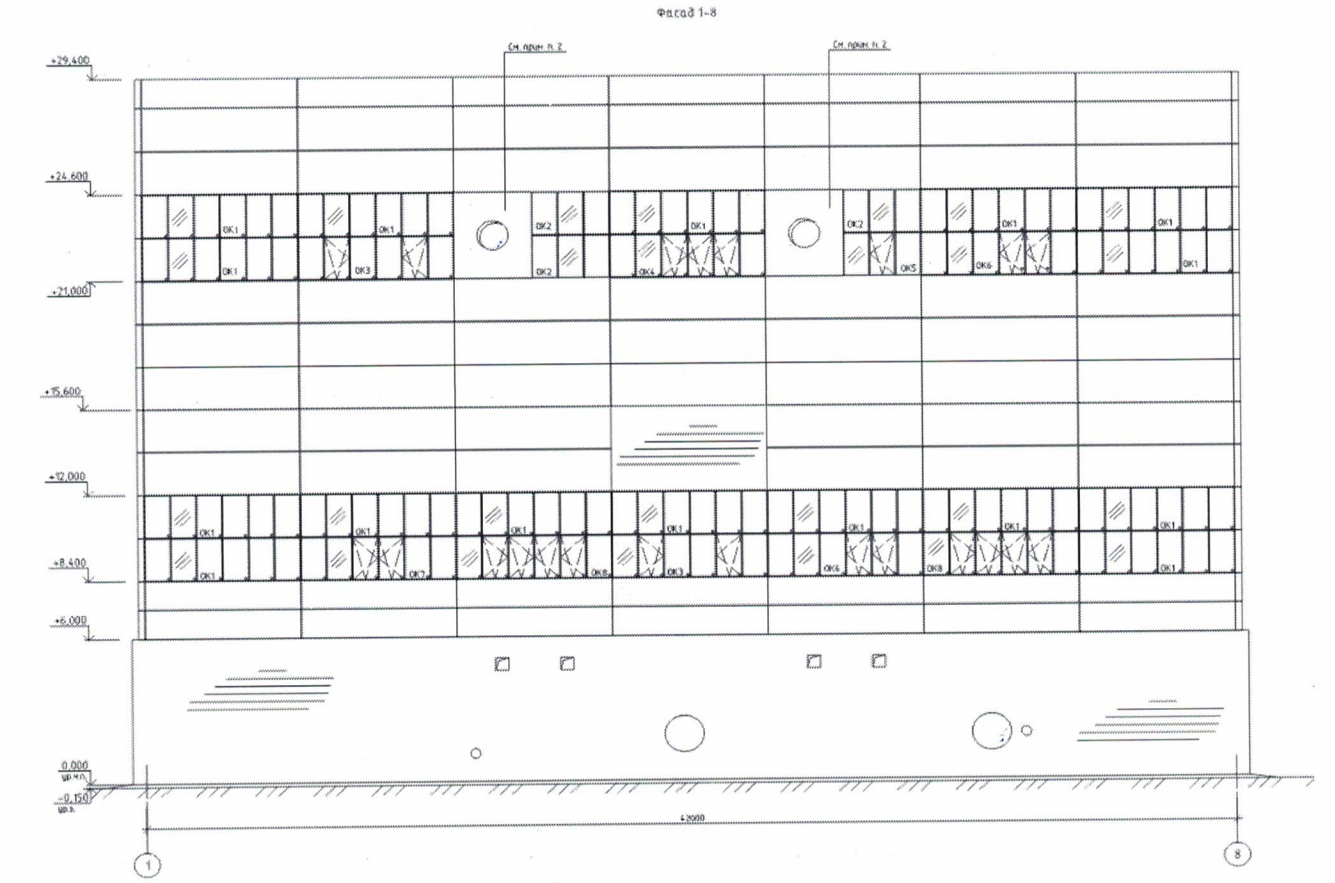 Фасад 1-8
См. прим. п. 2
См. прим. п. 2
+29,400
+24,600
ОК1
ОК1
ОК2
ОК1
ОК2
ОК1
ОК1
ОК1
ОК3
ОК2
ОК4
ОК5
ОК6
ОК1
+21,000
+15,600
+12,000
ОК1
ОК1
ОК1
ОК1
ОК1
ОК1
ОК1
ОК1
ОК7
ОК8
ОК3
ОК6
ОК8
ОК1
+8,400
+6,000
0,000
ур.ч.п.
-0,150
ур.з.
42000
1
8